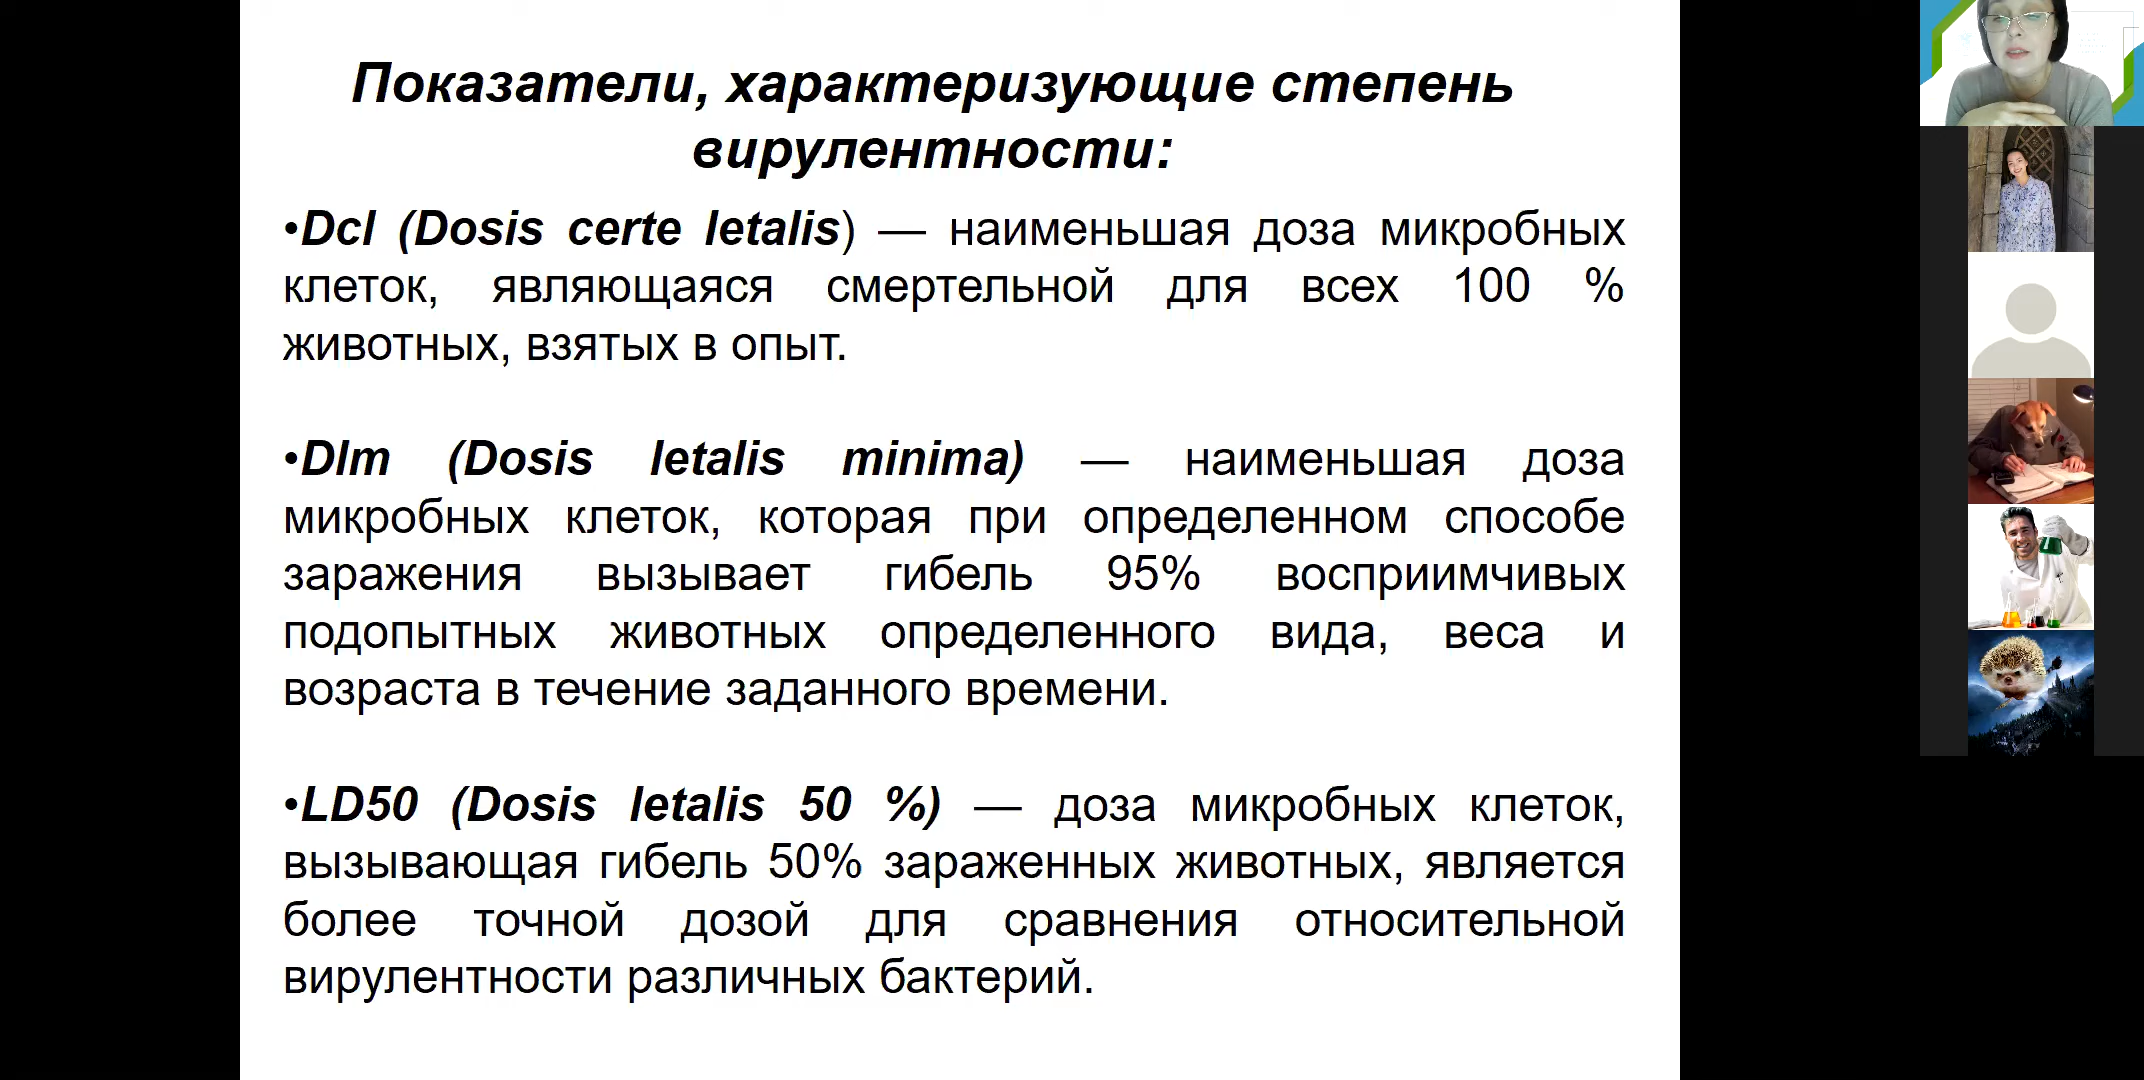 Показатели, характеризующие степень
вирулентности:
•Dcl (Dosis certe letalis) — наименьшая доза микробных
клеток, являющаяся смертельной для всех 100 %
животных, взятых в опыт.
•Dlm (Dosis letalis minima) — наименьшая доза
микробных клеток, которая при определенном способе
заражения вызывает гибель 95% восприимчивых
подопытных животных определенного вида, веса и
возраста в течение заданного времени.
•LD50 (Dosis letalis 50 %) — доза микробных клеток,
вызывающая гибель 50% зараженных животных, является
более точной дозой для сравнения относительной
вирулентности различных бактерий.